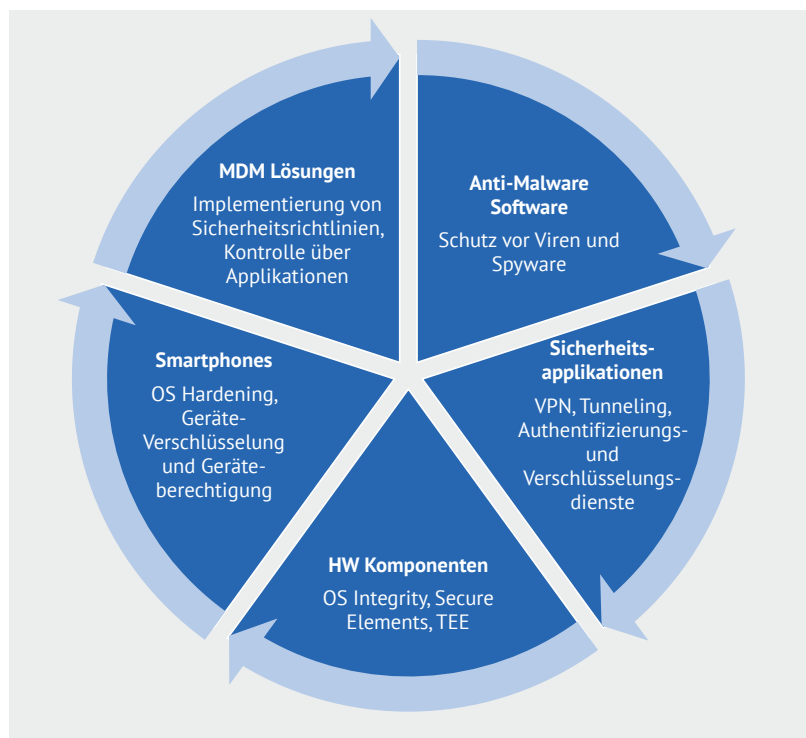 MDM Lösungen
Implementierung von
Sicherheitsrichtlinien,
Kontrolle über
Applikationen
Anti-Malware
Software
Schutz vor Viren und
Spyware
Sicherheits-
applikationen
VPN, Tunneling,
Authentifizierungs-
und
Verschlüsselungs-
dienste
HW Komponenten
OS Integrity, Secure
Elements, TEE
Smartphones
OS Hardening,
Geräte-
Verschlüsselung
und Geräte-
berechtigung